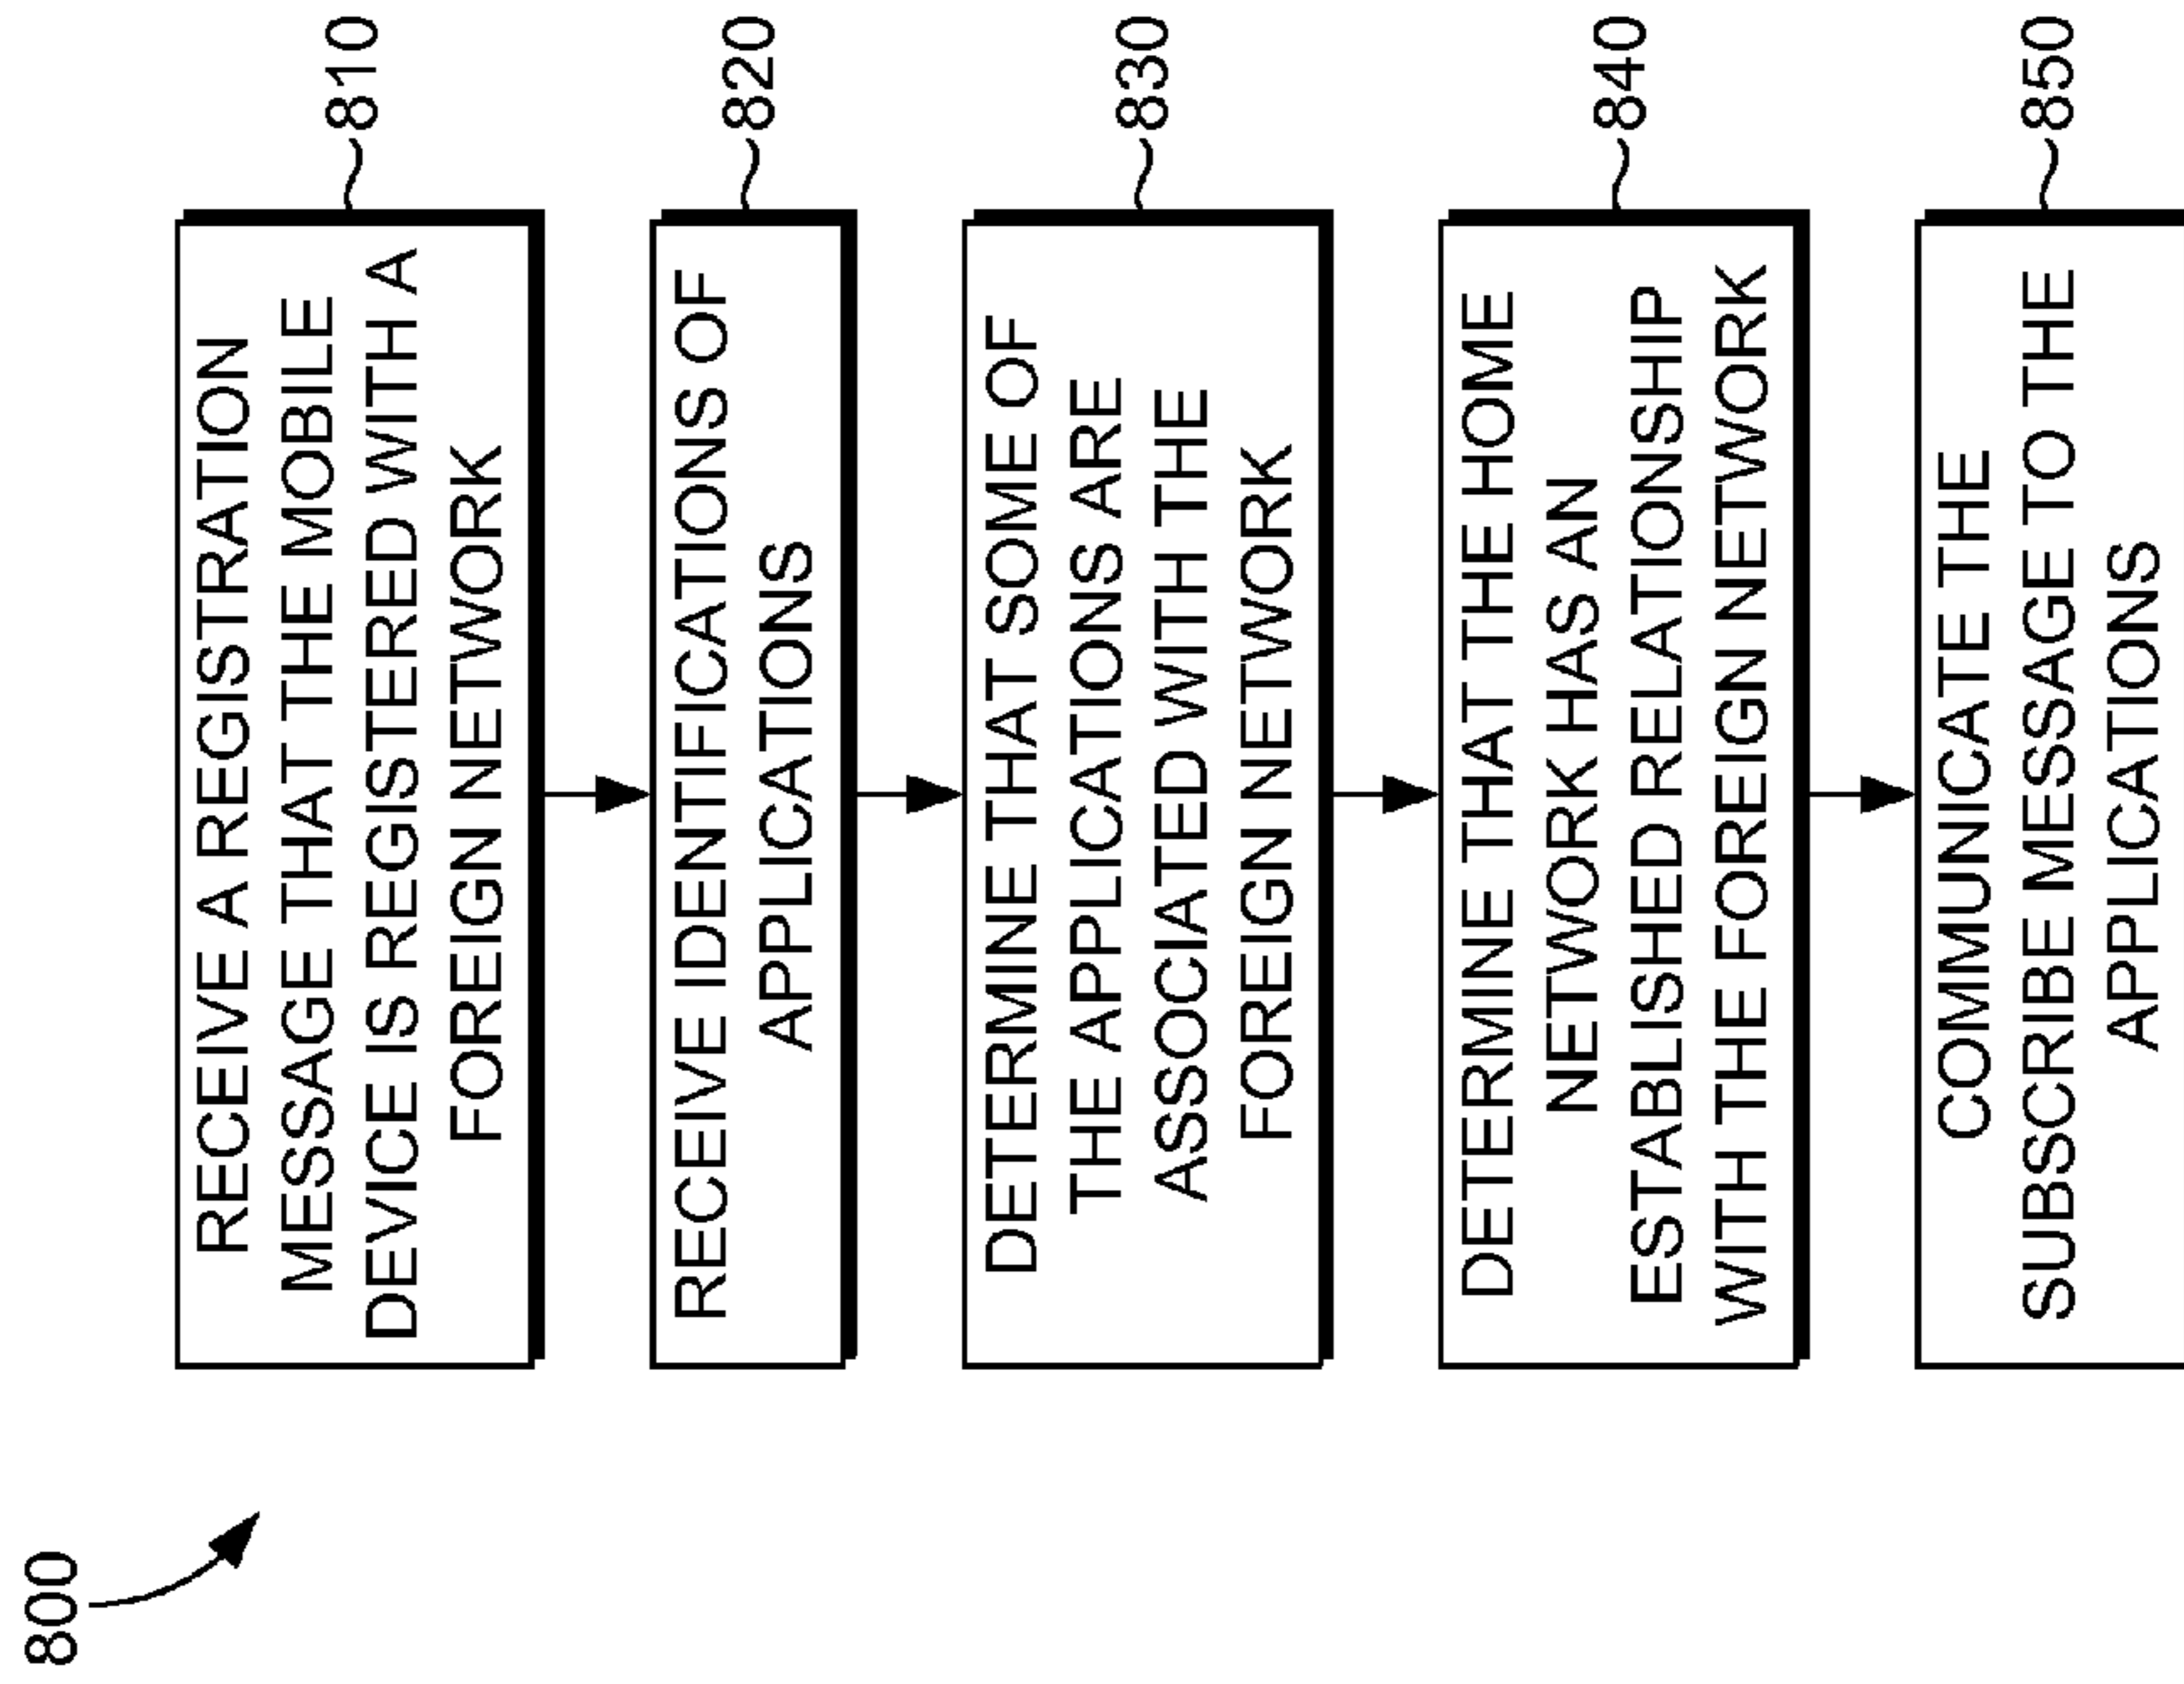 800
RECEIVE A REGISTRATION
MESSAGE THAT THE MOBILE
DEVICE IS REGISTERED WITH A
FOREIGN NETWORK
810
RECEIVE IDENTIFICATIONS OF
APPLICATIONS
820
DETERMINE THAT SOME OF
THE APPLICATIONS ARE
ASSOCIATED WITH THE
FOREIGN NETWORK
830
DETERMINE THAT THE HOME
NETWORK HAS AN
ESTABLISHED RELATIONSHIP
WITH THE FOREIGN NETWORK
840
COMMUNICATE THE
SUBSCRIBE MESSAGE TO THE
APPLICATIONS
850